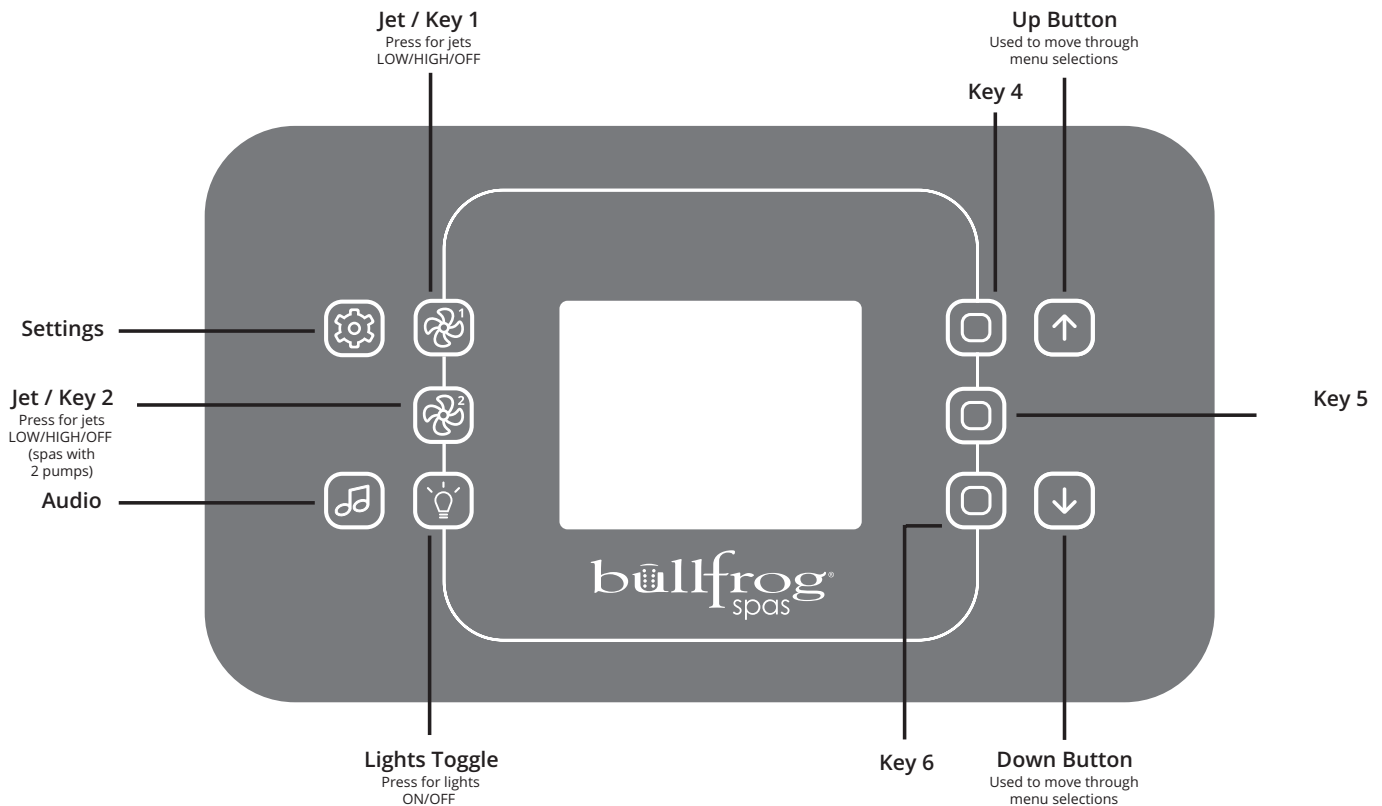 Jet / Key 1
Press for jets
LOW/HIGH/OFF
Up Button
Used to move through
menu selections
Key 4
1
Settings
Jet / Key 2
Press for jets
LOW/HIGH/OFF
(spas with
2 pumps)
2
Key 5
Audio
bullfrog®
spas
Lights Toggle
Press for lights
ON/OFF
Key 6
Down Button
Used to move through
menu selections